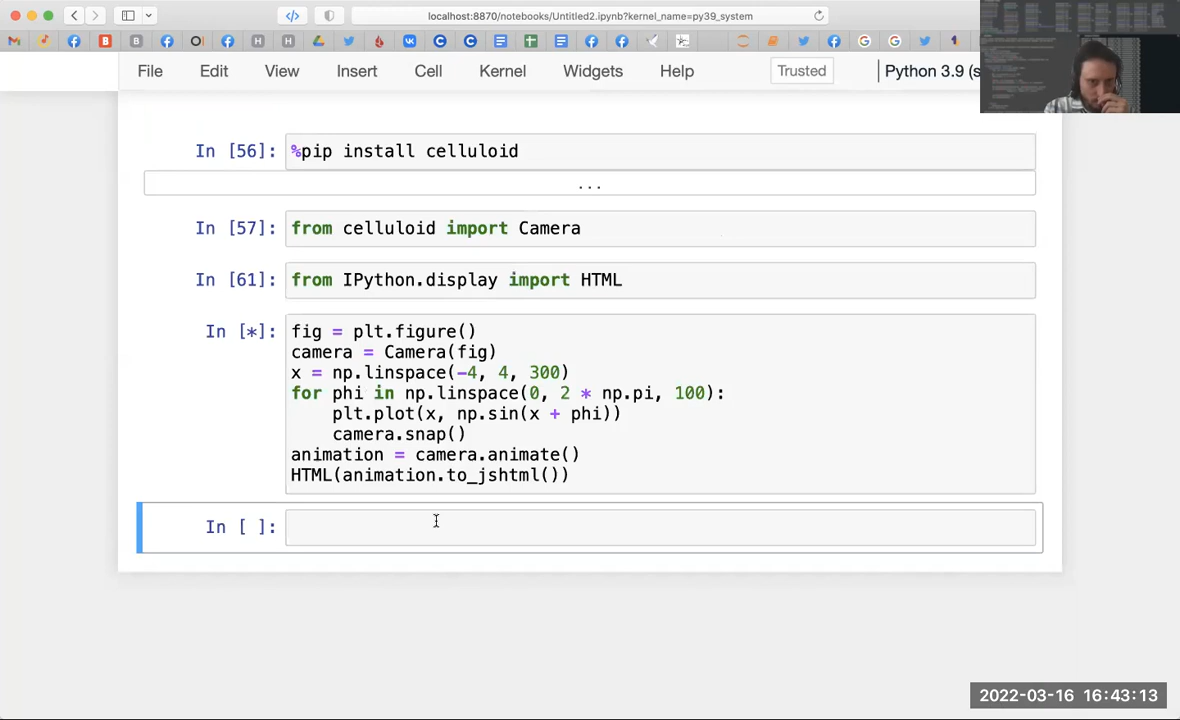 localhost:8870/notebooks/Untitled2.ipynb?kernel_name=py39_system
File Edit View Insert Cell Kernel Widgets Help Trusted Python 3.9 (s
In [56]: %pip install celluloid
...
In [57]: from celluloid import Camera
In [61]: from IPython.display import HTML
In [*]: fig = plt.figure()
camera = Camera(fig)
x = np.linspace(-4, 4, 300)
for phi in np.linspace(0, 2 * np.pi, 100):
    plt.plot(x, np.sin(x + phi))
    camera.snap()
animation = camera.animate()
HTML(animation.to_jshtml())
In [ ]:
2022-03-16 16:43:13